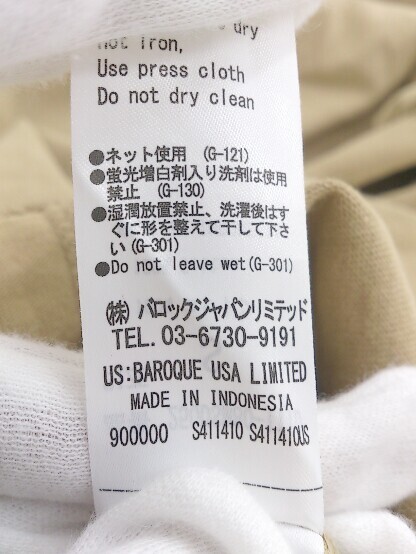 dry
not iron,
Use press cloth
Do not dry clean
●ネット使用 (G-121)
●蛍光増白剤入り洗剤は使用
禁止 (G-130)
●湿潤放置禁止、洗濯後はす
ぐに形を整えて干して下さ
い(G-301)
●Do not leave wet(G-301)
㈱ バロックジャパンリミテッド
TEL. 03-6730-9191
US:BAROQUE USA LIMITED
MADE IN INDONESIA
900000 S411410 S411410US